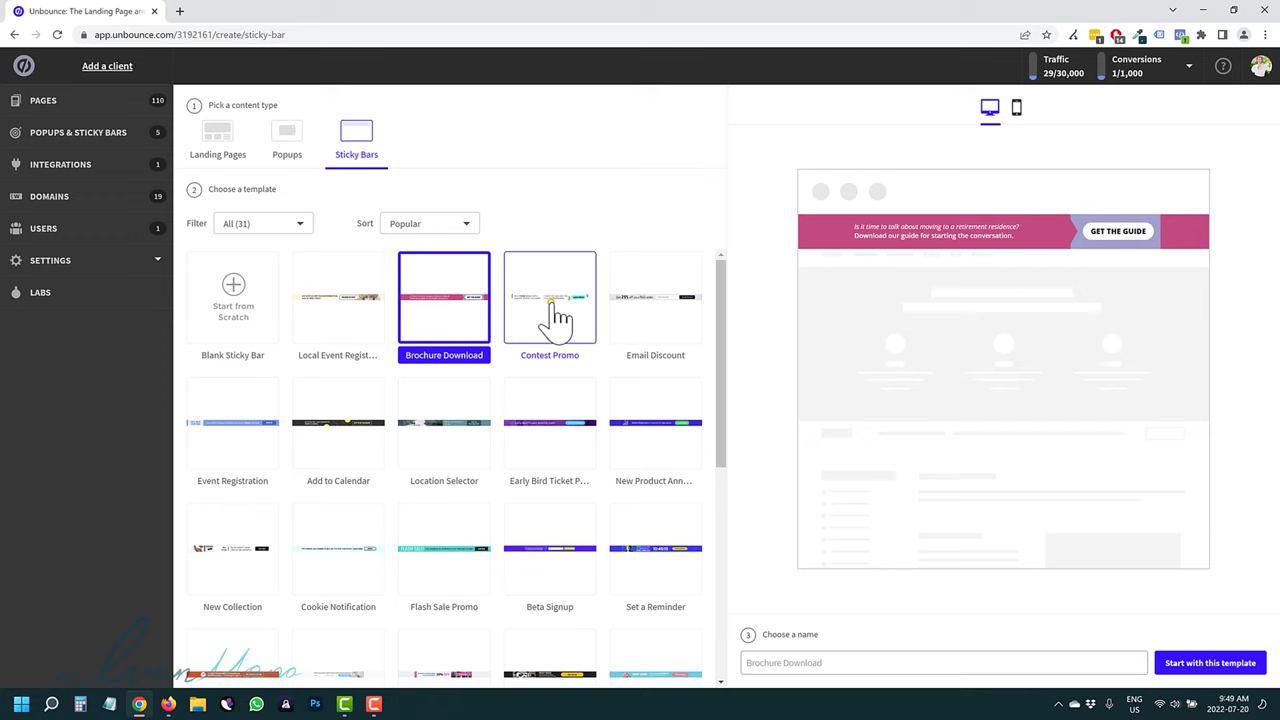 Unbounce: The Landing Page and
app.unbounce.com/3192161/create/sticky-bar
Add a client
Traffic
29/30,000
Conversions
1/1,000
PAGES
110
POPUPS & STICKY BARS
5
INTEGRATIONS
1
DOMAINS
19
USERS
1
SETTINGS
LABS
1 Pick a content type
Landing Pages
Popups
Sticky Bars
2 Choose a template
Filter
All (31)
Sort
Popular
Start from
Scratch
Blank Sticky Bar
Local Event Regist...
Brochure Download
Contest Promo
Email Discount
Event Registration
Add to Calendar
Location Selector
Early Bird Ticket P...
New Product Ann...
New Collection
Cookie Notification
Flash Sale Promo
Beta Signup
Set a Reminder
Is it time to talk about moving to a retirement residence?
Download our guide for starting the conversation.
GET THE GUIDE
3 Choose a name
Brochure Download
Start with this template
ENG
US
9:49 AM
2022-07-20